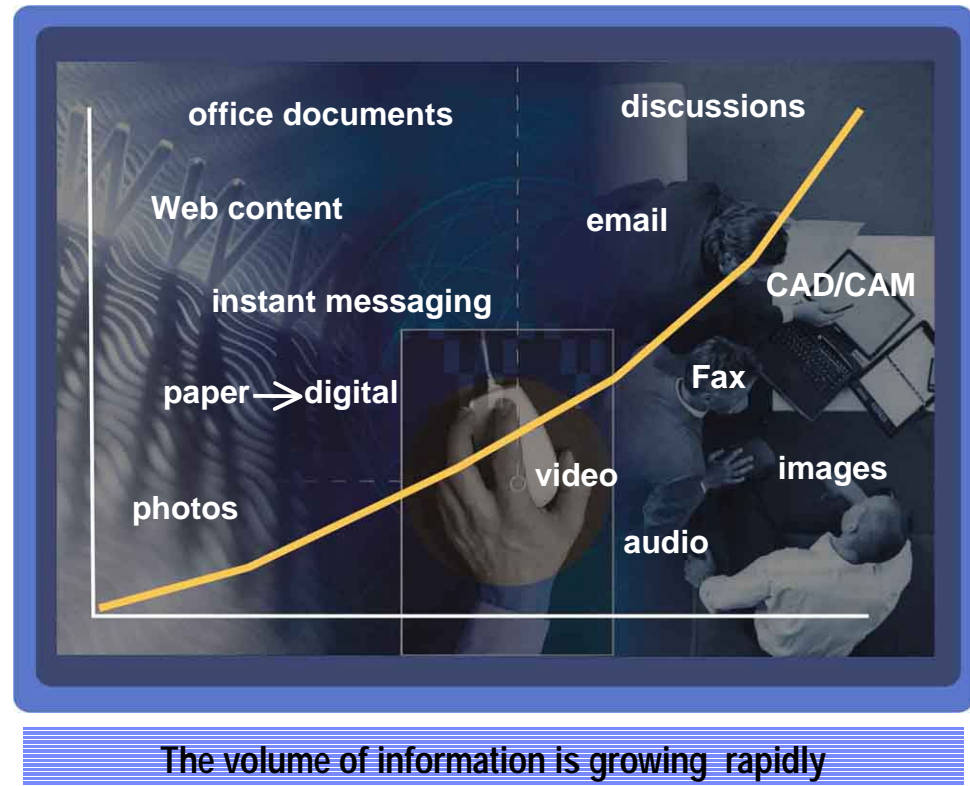 office documents
discussions
Web content
email
CAD/CAM
instant messaging
Fax
paper → digital
images
video
photos
audio
The volume of information is growing rapidly